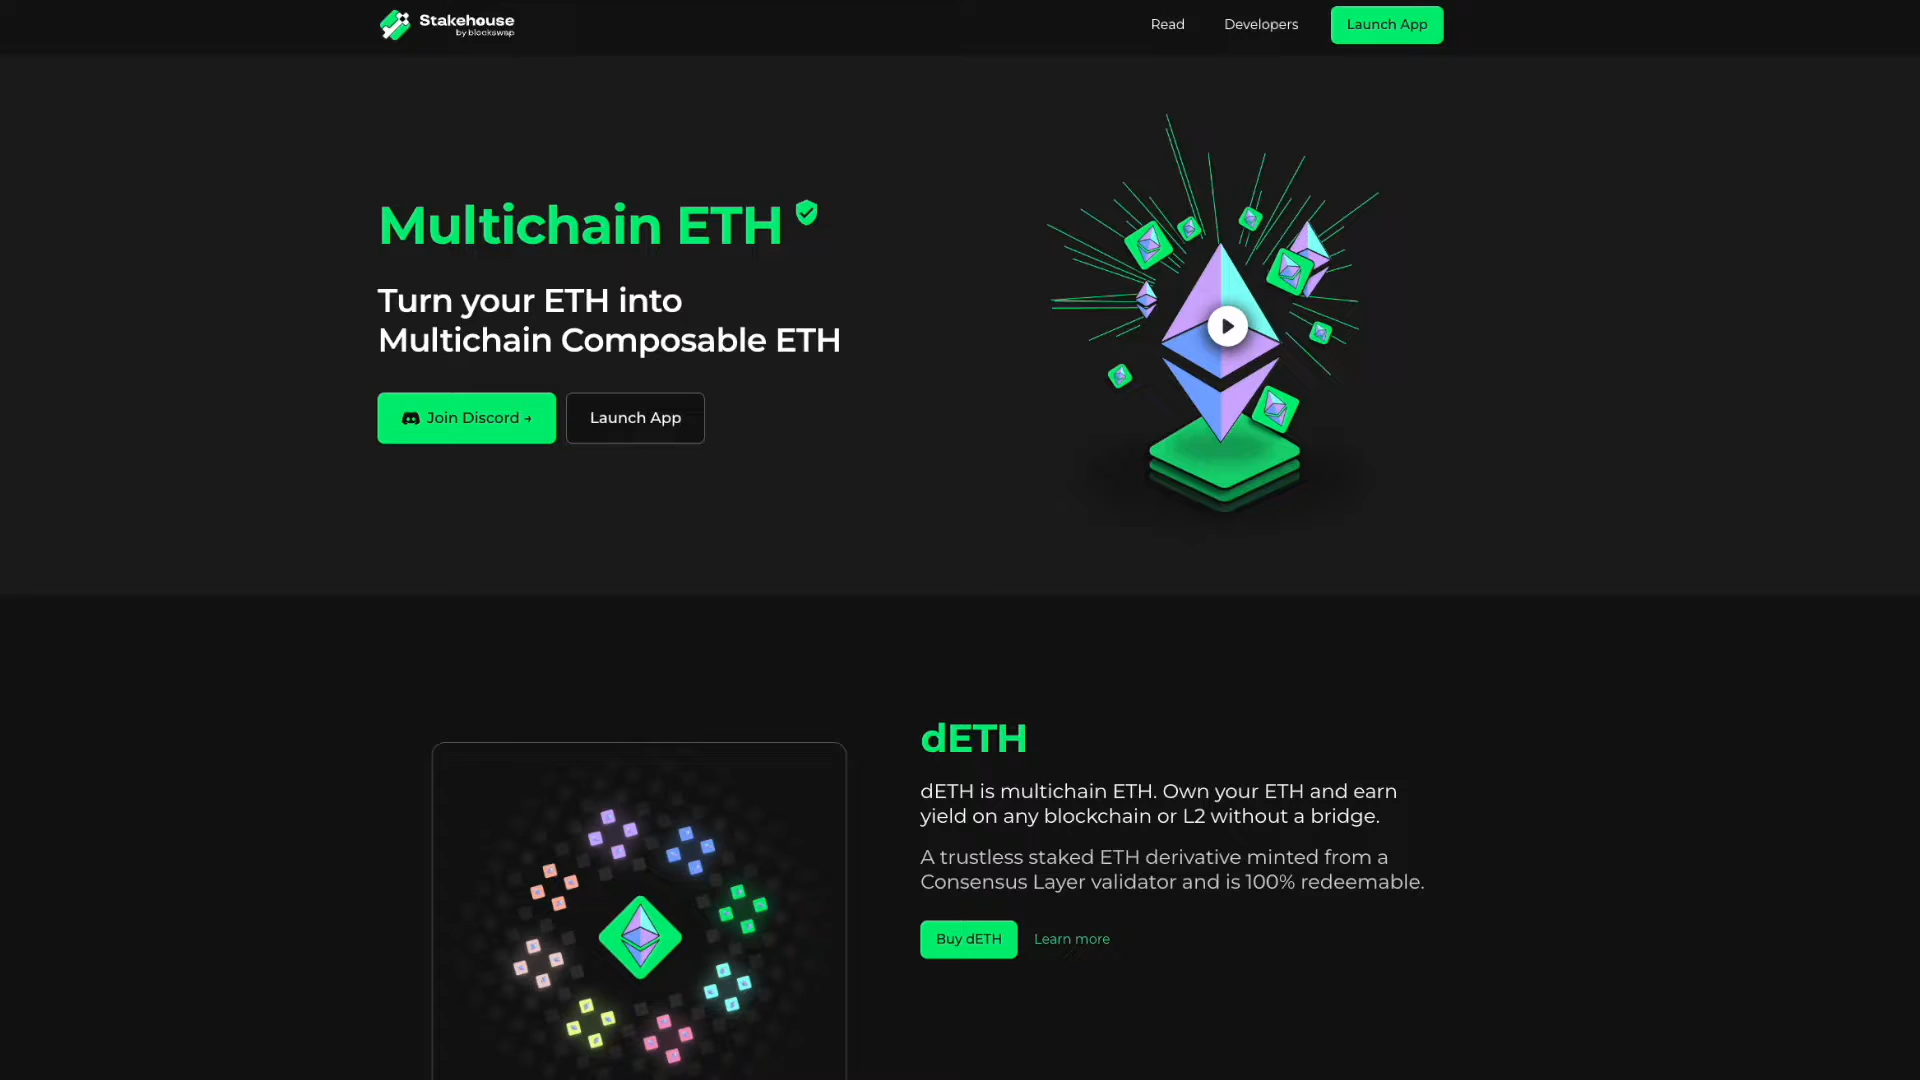 Stakehouse
by blockswap
Read
Developers
Launch App
Multichain ETH
Turn your ETH into
Multichain Composable ETH
Join Discord →
Launch App
dETH
dETH is multichain ETH. Own your ETH and earn
yield on any blockchain or L2 without a bridge.
A trustless staked ETH derivative minted from a
Consensus Layer validator and is 100% redeemable.
Buy dETH
Learn more